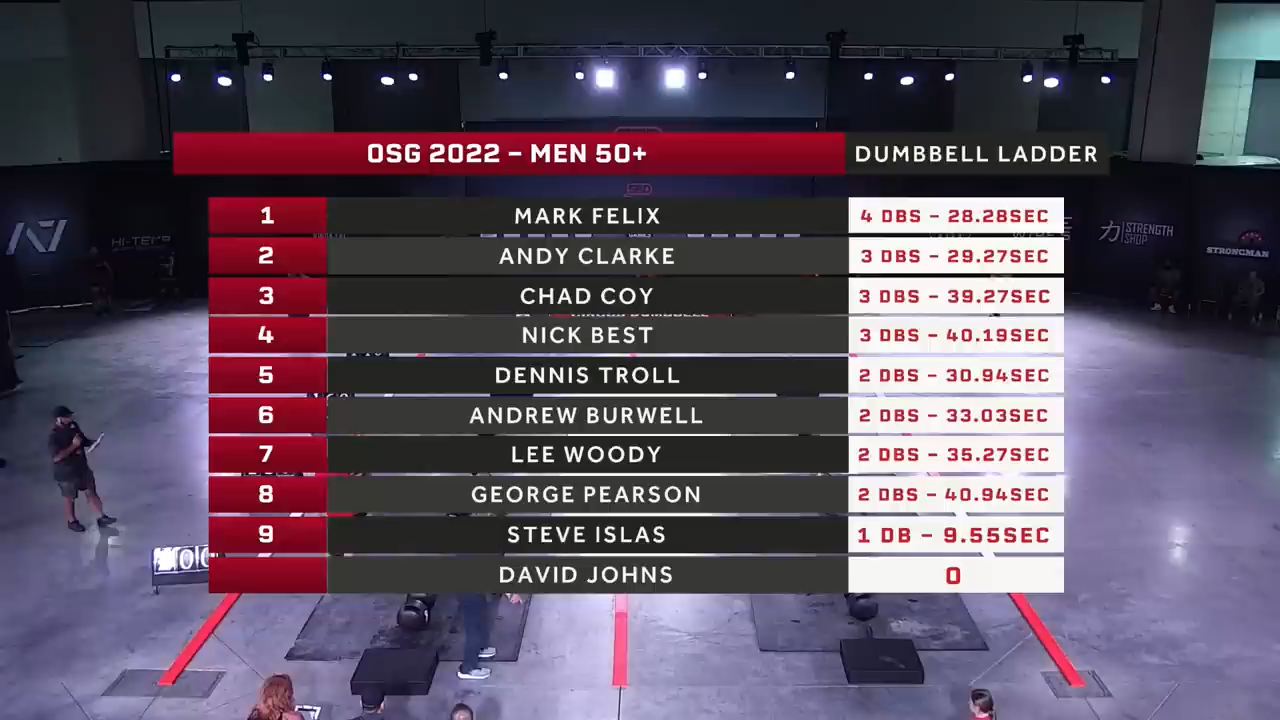 OSG 2022 – MEN 50+
DUMBBELL LADDER
1 MARK FELIX 4 DBS – 28.28SEC
2 ANDY CLARKE 3 DBS – 29.27SEC
3 CHAD COY 3 DBS – 39.27SEC
4 NICK BEST 3 DBS – 40.19SEC
5 DENNIS TROLL 2 DBS – 30.94SEC
6 ANDREW BURWELL 2 DBS – 33.03SEC
7 LEE WOODY 2 DBS – 35.27SEC
8 GEORGE PEARSON 2 DBS – 40.94SEC
9 STEVE ISLAS 1 DB – 9.55SEC
DAVID JOHNS 0
A7
STRENGTH
SHOP
STRONGMAN